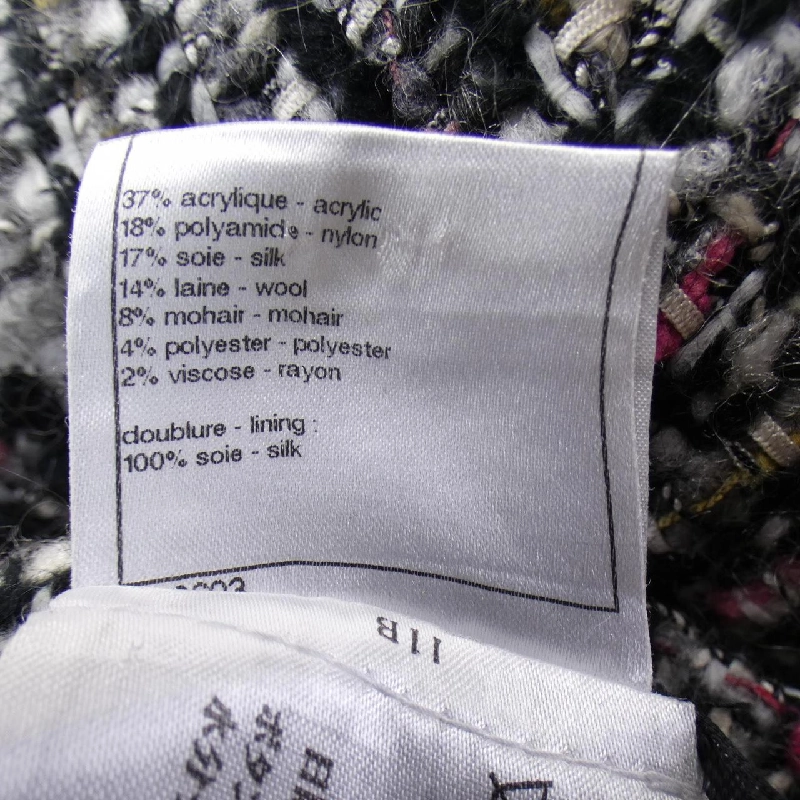 37% acrylique - acrylic
18% polyamide - nylon
17% soie - silk
14% laine - wool
8% mohair - mohair
4% polyester - polyester
2% viscose - rayon
doublure - lining :
100% soie - silk
11B